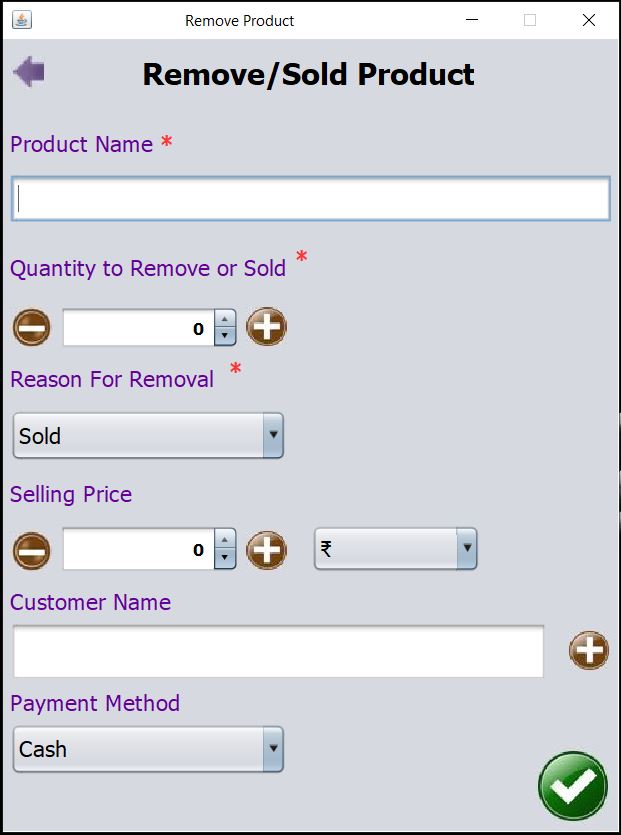 Remove Product
Remove/Sold Product
Product Name *
Quantity to Remove or Sold *
0
Reason For Removal *
Sold
Selling Price
0 ₹
Customer Name
Payment Method
Cash